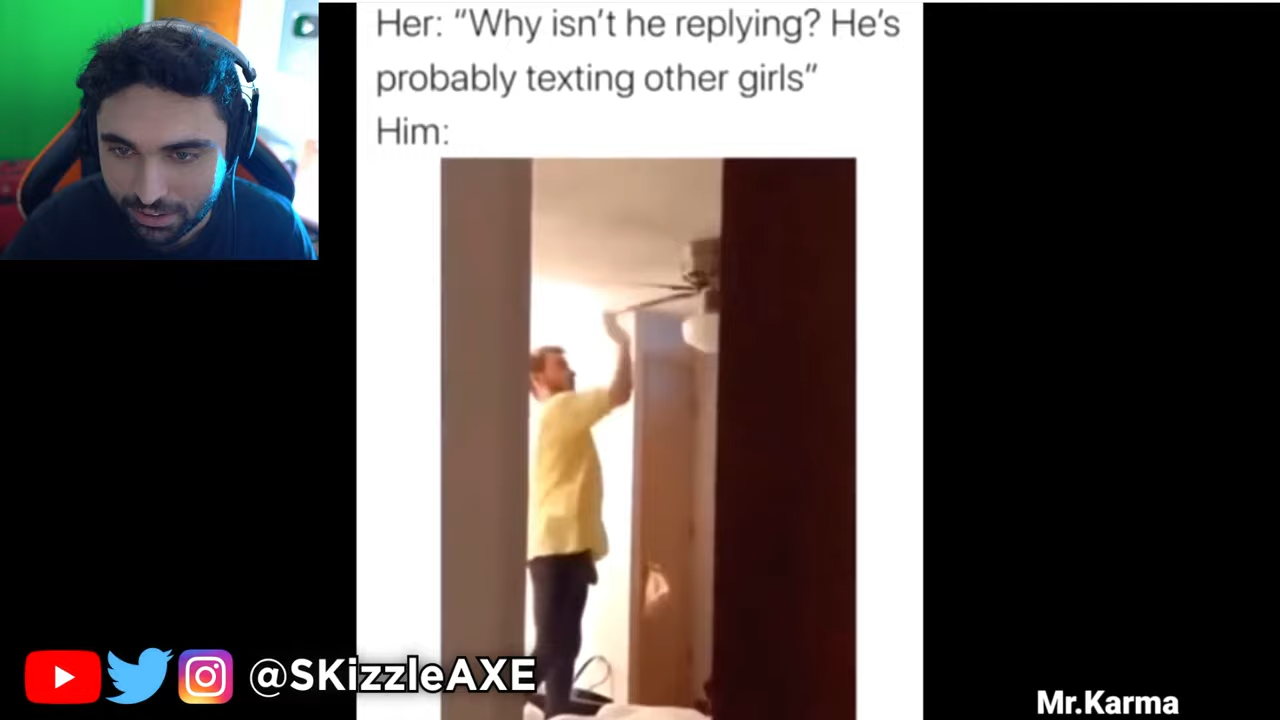 Her: “Why isn’t he replying? He’s
probably texting other girls”
Him:
@SKizzleAXE
Mr.Karma